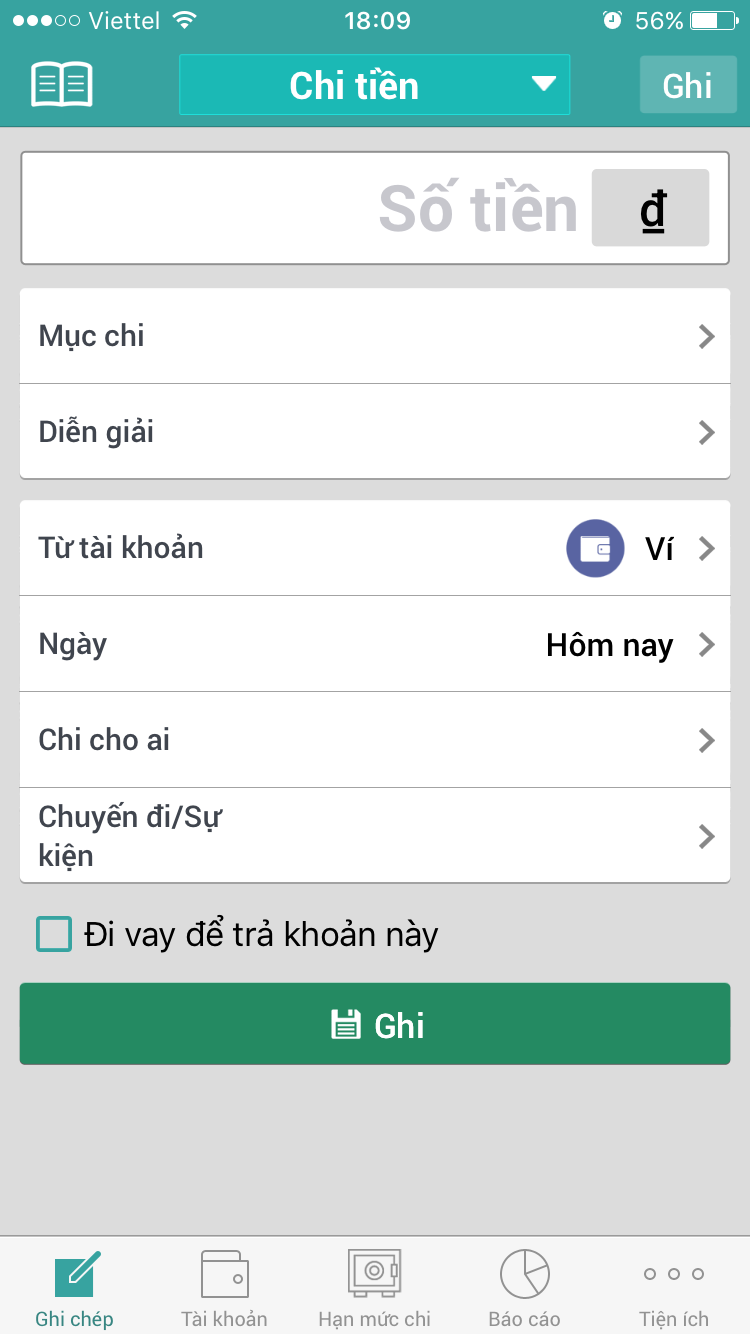 Viettel 18:09 56%
Chi tiền Ghi
Số tiền ₫
Mục chi
Diễn giải
Từ tài khoản Ví
Ngày Hôm nay
Chi cho ai
Chuyến đi/Sự
kiện
Đi vay để trả khoản này
Ghi
Ghi chép Tài khoản Hạn mức chi Báo cáo Tiện ích